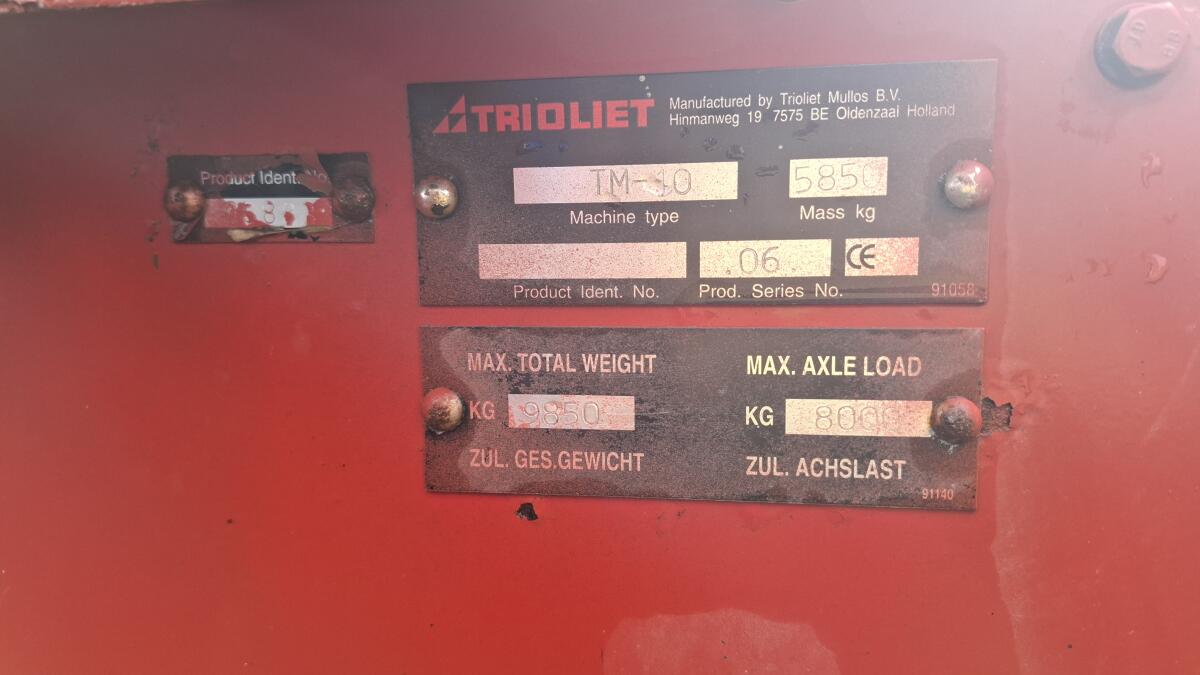 Product Ident. No
8
TRIOLIET
Manufactured by Trioliet Mullos B.V.
Hinmanweg 19 7575 BE Oldenzaal Holland
TM-10
5850
Machine type
Mass kg
.06.
CE
Product Ident. No.
Prod. Series No.
91058
MAX. TOTAL WEIGHT
MAX. AXLE LOAD
KG 9850
KG 8000
ZUL. GES.GEWICHT
ZUL. ACHSLAST
91140